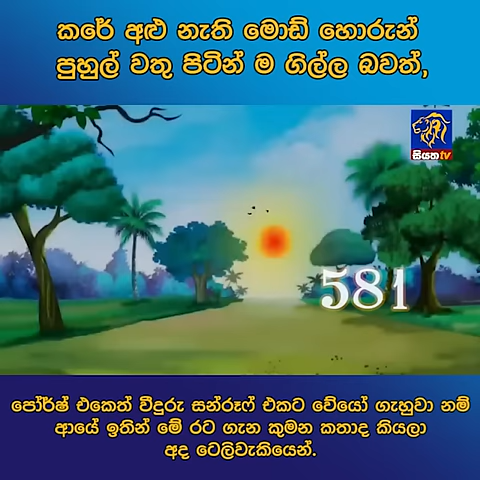 කරේ අළු නැති මොඩ් හොරුන්
පුහුල් වතු පිටින් ම ගිල්ල බවත්,
සියත tv
581
පෝර්ෂ් එකෙත් වීදුරු සන්රූෆ් එකට වේයෝ ගැහුවා නම්
ආයේ ඉතින් මේ රට ගැන කුමන කතාද කියලා
අද ටෙලිවැකියෙන්.